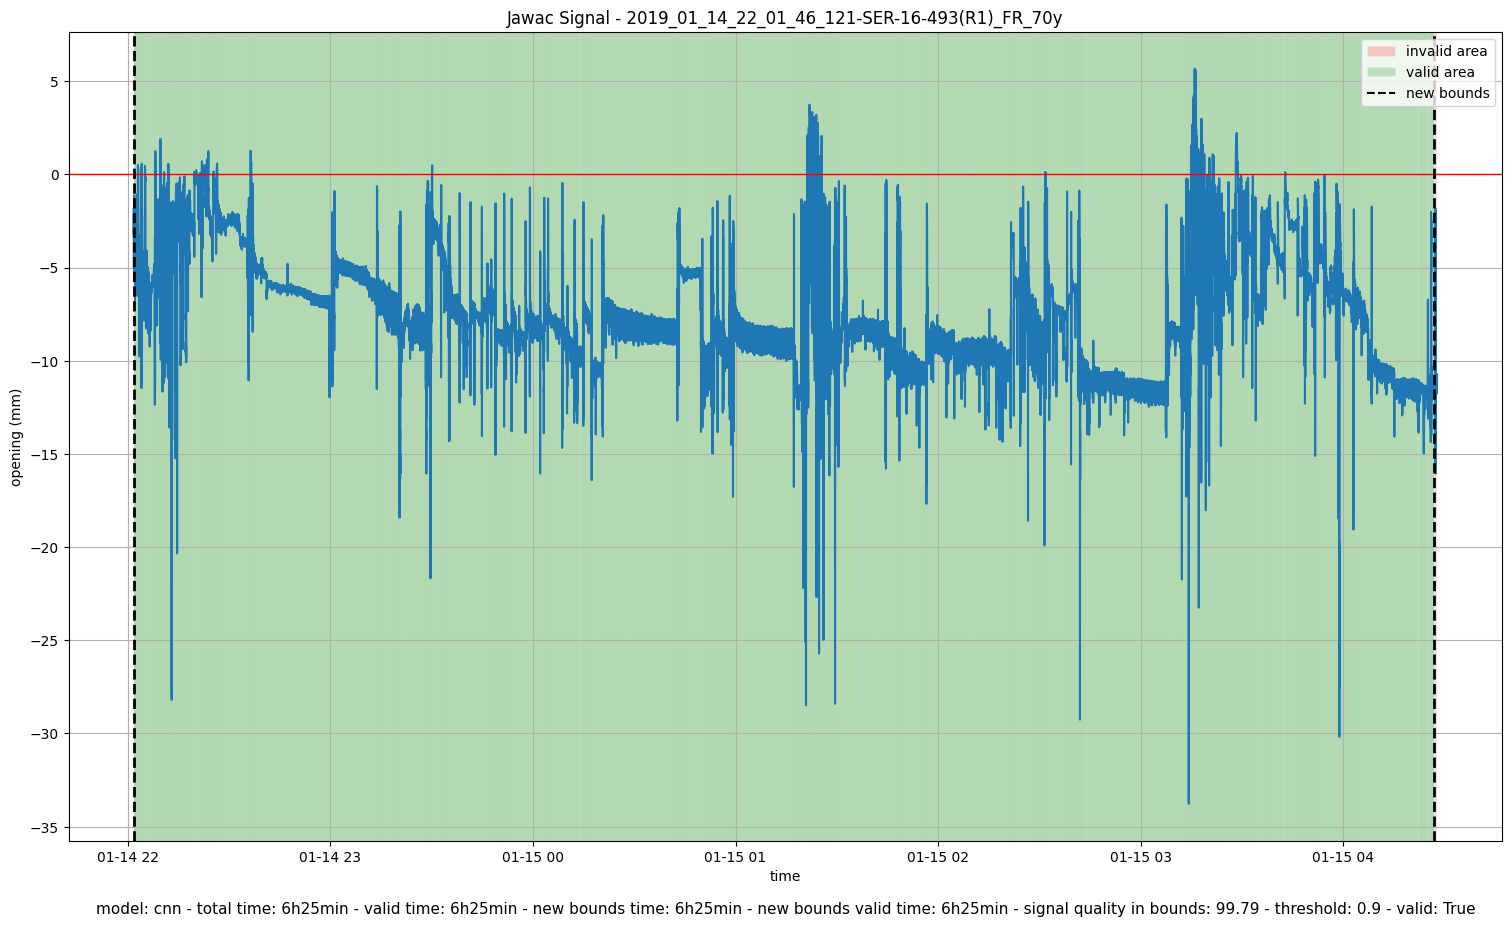 Jawac Signal - 2019_01_14_22_01_46_121-SER-16-493(R1)_FR_70y
invalid area
valid area
new bounds
5
0
−5
−10
−15
−20
−25
−30
−35
opening (mm)
01-14 22
01-14 23
01-15 00
01-15 01
01-15 02
01-15 03
01-15 04
time
model: cnn - total time: 6h25min - valid time: 6h25min - new bounds time: 6h25min - new bounds valid time: 6h25min - signal quality in bounds: 99.79 - threshold: 0.9 - valid: True